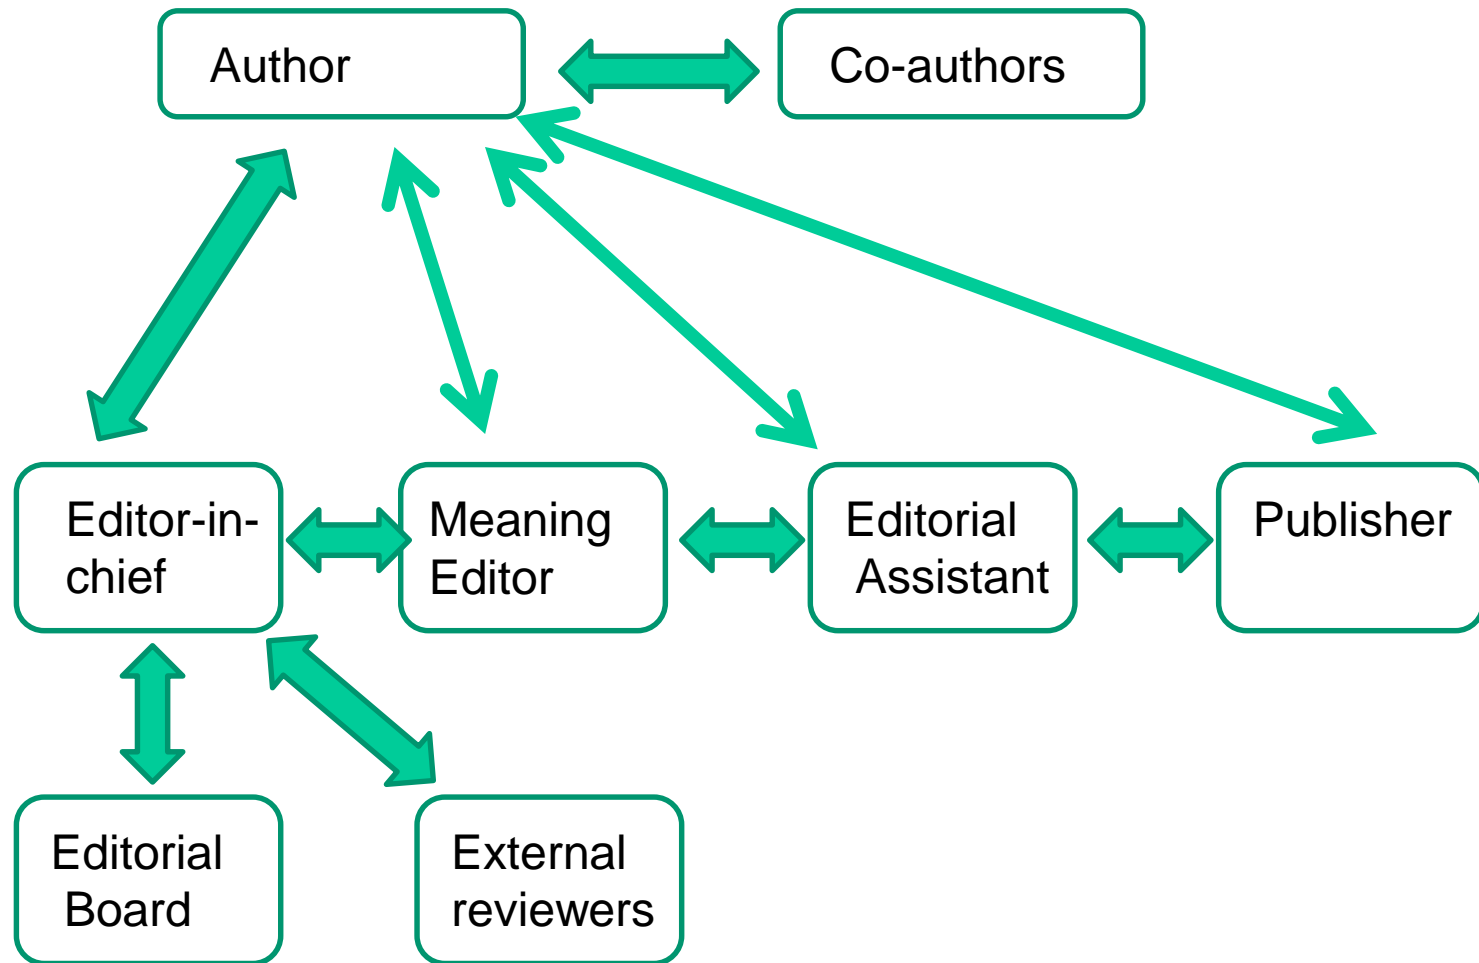 Author
Co-authors
Editor-in-
chief
Meaning
Editor
Editorial
Assistant
Publisher
Editorial
Board
External
reviewers